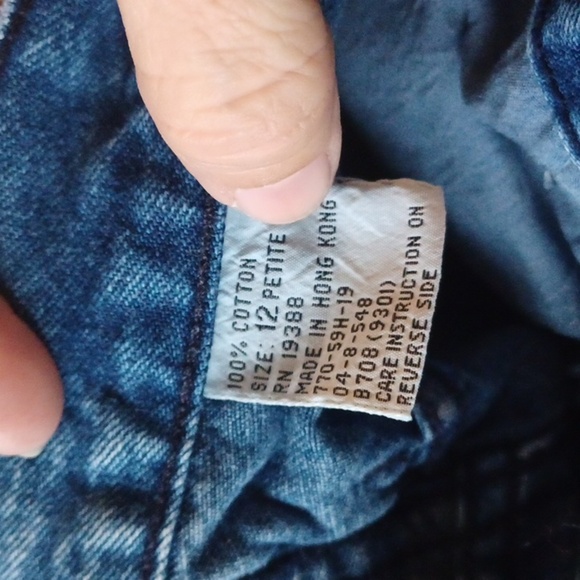 100% COTTON
SIZE: 12 PETITE
RN 19388
MADE IN HONG KONG
770-59H-19
04-8-548
B708 (9301)
CARE INSTRUCTION ON
REVERSE SIDE